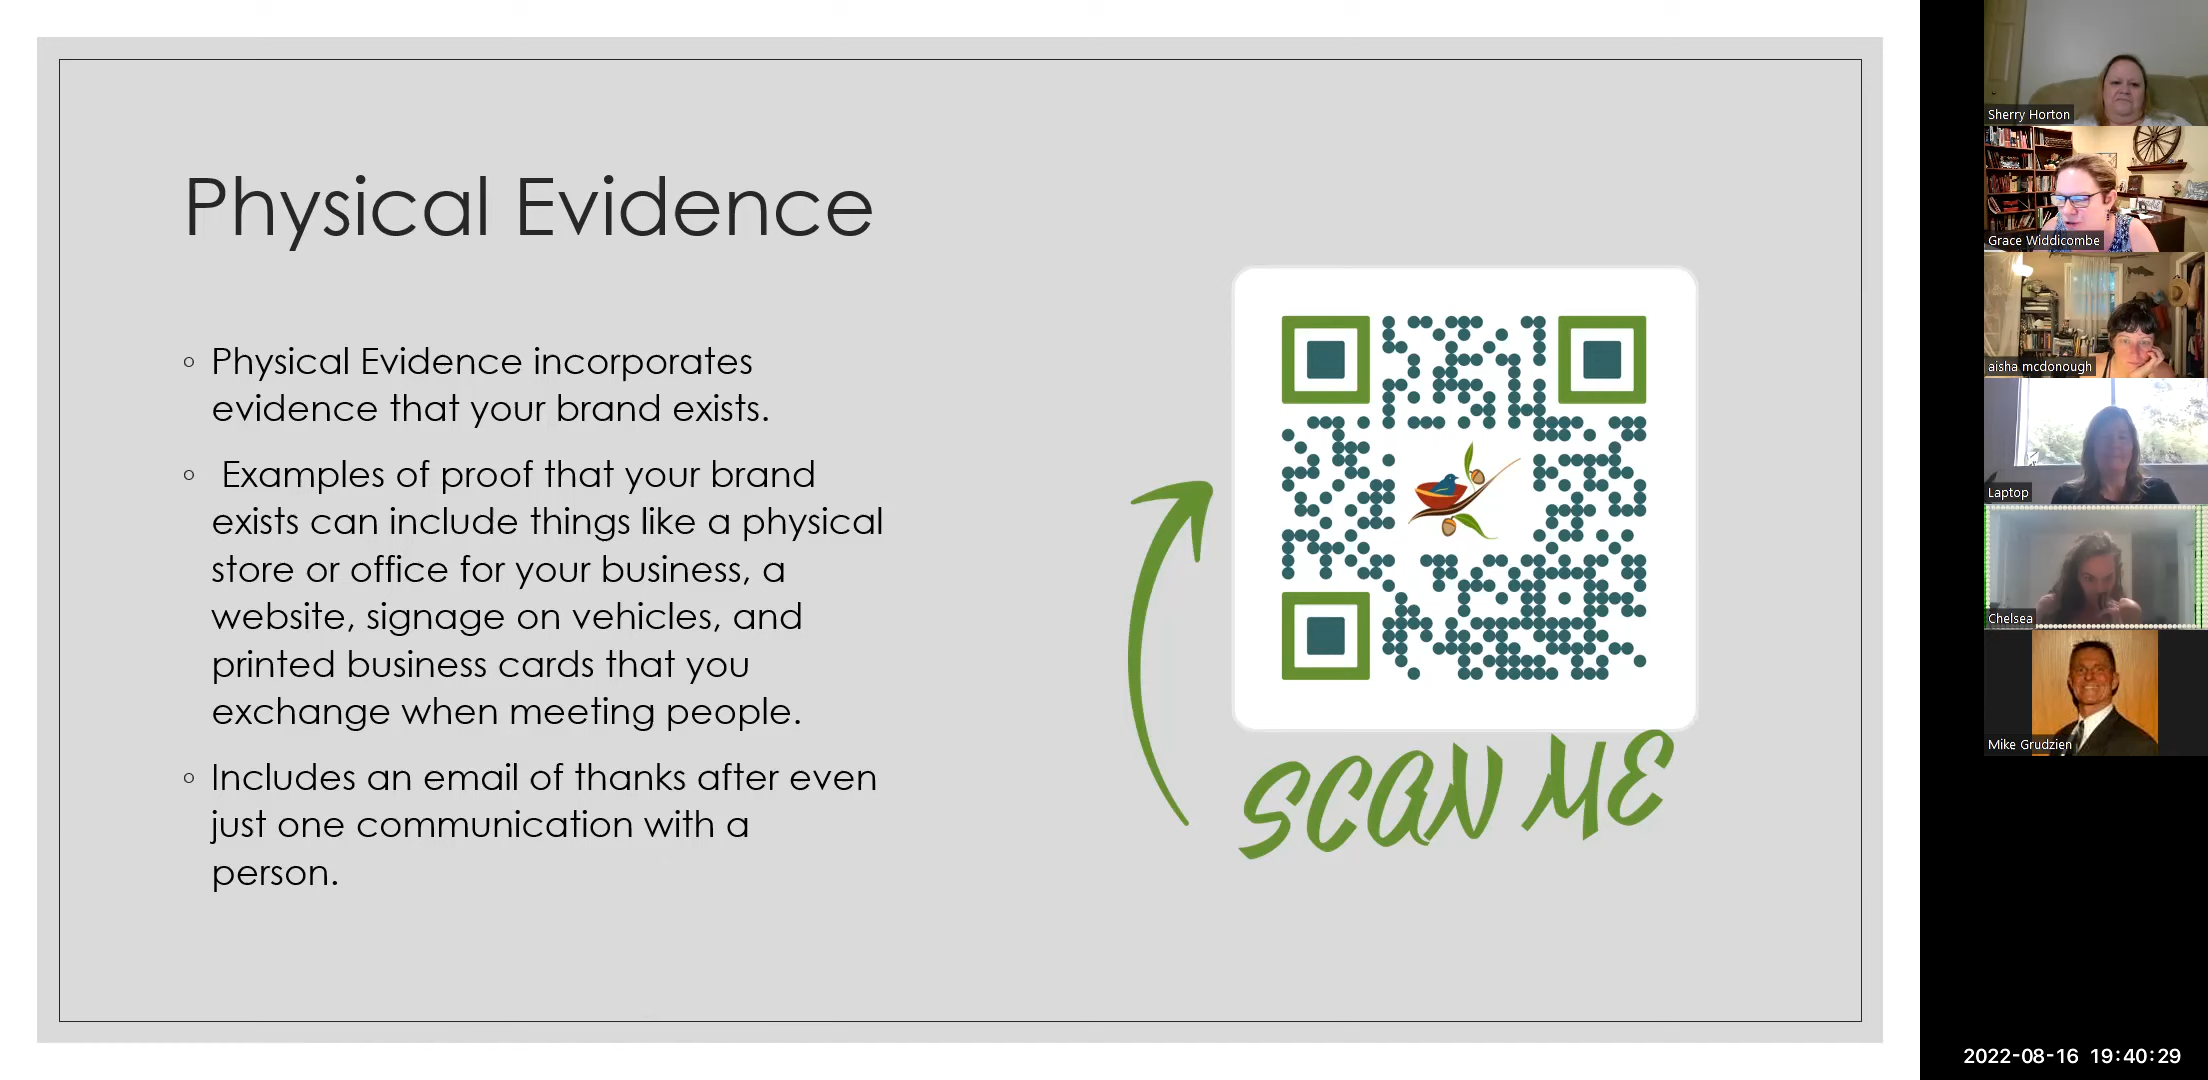 Physical Evidence
◦ Physical Evidence incorporates
evidence that your brand exists.
◦ Examples of proof that your brand
exists can include things like a physical
store or office for your business, a
website, signage on vehicles, and
printed business cards that you
exchange when meeting people.
◦ Includes an email of thanks after even
just one communication with a
person.
SCAN ME
Sherry Horton
Grace Widdicombe
aisha mcdonough
Laptop
Chelsea
Mike Grudzien
2022-08-16 19:40:29